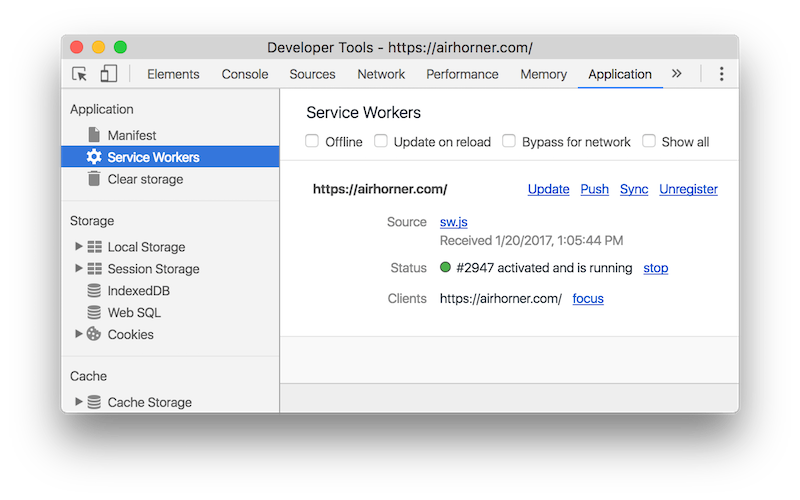 Developer Tools - https://airhorner.com/
Elements Console Sources Network Performance Memory Application »
Application
Manifest
Service Workers
Clear storage
Storage
Local Storage
Session Storage
IndexedDB
Web SQL
Cookies
Cache
Cache Storage
Service Workers
Offline Update on reload Bypass for network Show all
https://airhorner.com/ Update Push Sync Unregister
Source sw.js
Received 1/20/2017, 1:05:44 PM
Status #2947 activated and is running stop
Clients https://airhorner.com/ focus